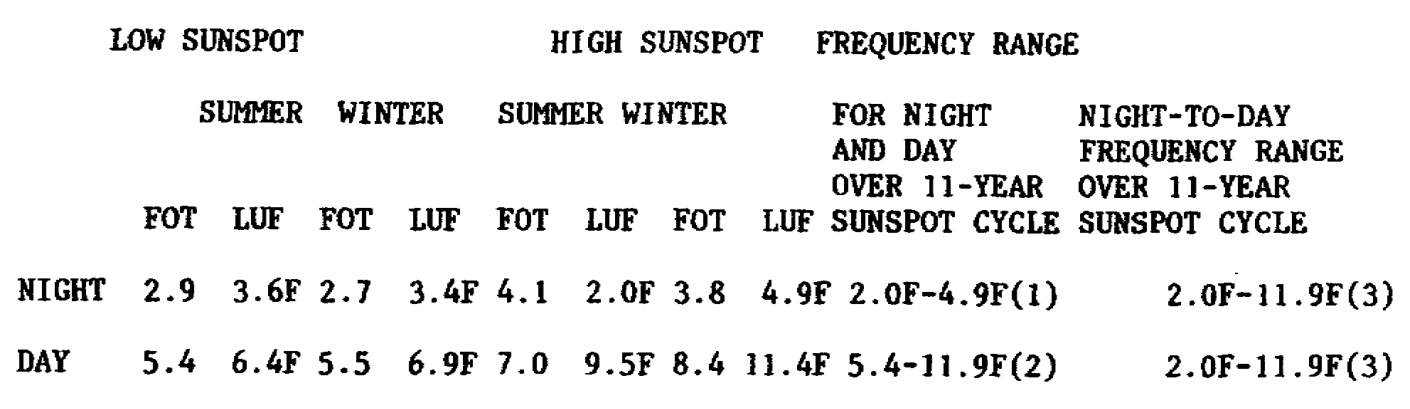 LOW SUNSPOT HIGH SUNSPOT FREQUENCY RANGE
SUMMER WINTER SUMMER WINTER FOR NIGHT NIGHT-TO-DAY
AND DAY FREQUENCY RANGE
OVER 11-YEAR OVER 11-YEAR
FOT LUF FOT LUF FOT LUF FOT LUF SUNSPOT CYCLE SUNSPOT CYCLE
NIGHT 2.9 3.6F 2.7 3.4F 4.1 2.0F 3.8 4.9F 2.0F-4.9F(1) 2.0F-11.9F(3)
DAY 5.4 6.4F 5.5 6.9F 7.0 9.5F 8.4 11.4F 5.4-11.9F(2) 2.0F-11.9F(3)